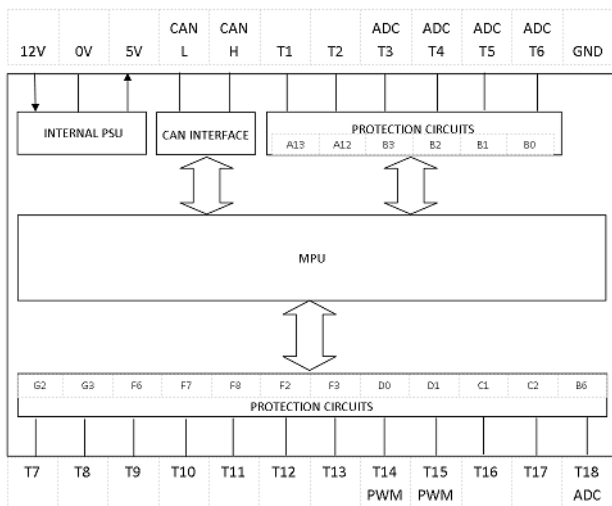 CAN CAN ADC ADC ADC ADC
12V 0V 5V L H T1 T2 T3 T4 T5 T6 GND
INTERNAL PSU CAN INTERFACE PROTECTION CIRCUITS
A13 A12 B3 B2 B1 B0
MPU
G2 G3 F6 F7 F8 F2 F3 D0 D1 C1 C2 B6
PROTECTION CIRCUITS
T7 T8 T9 T10 T11 T12 T13 T14 T15 T16 T17 T18
PWM PWM ADC